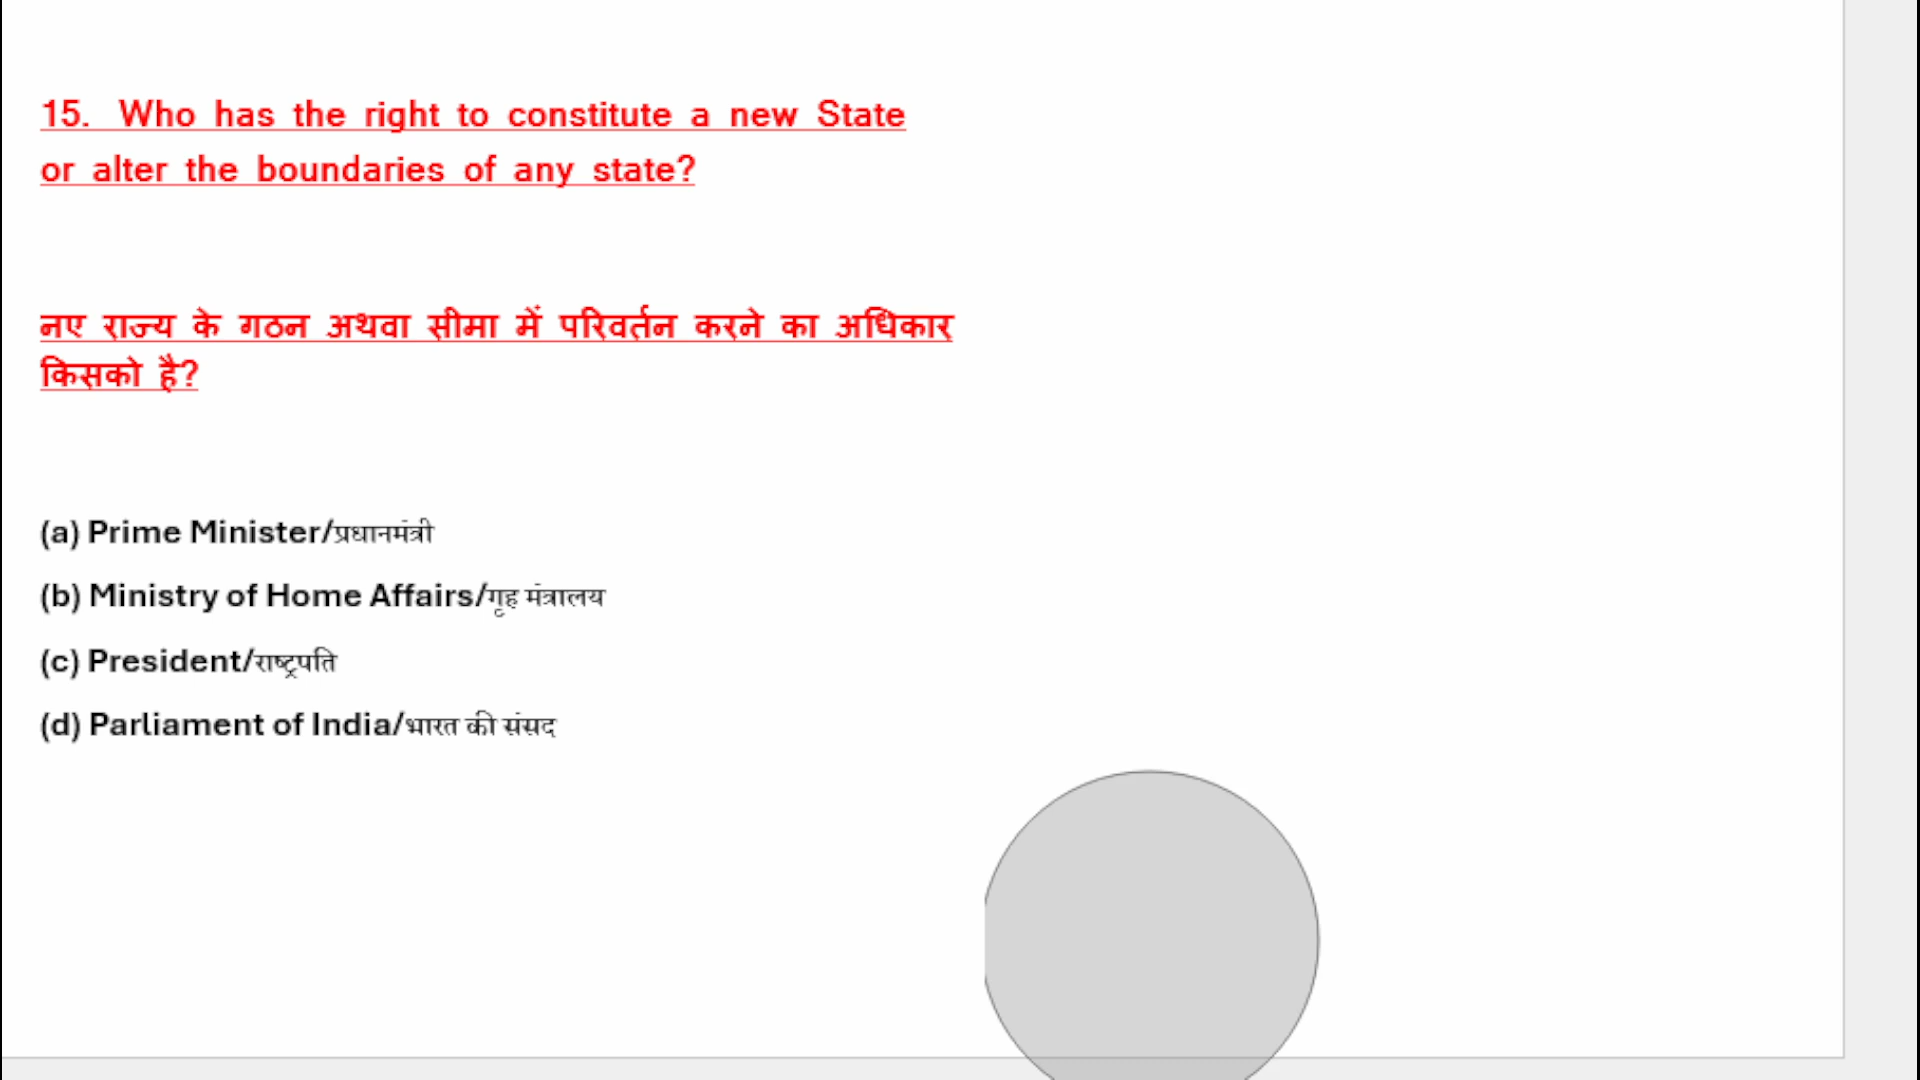 15. Who has the right to constitute a new State
or alter the boundaries of any state?
नए राज्य के गठन अथवा सीमा में परिवर्तन करने का अधिकार
किसको है?
(a) Prime Minister/प्रधानमंत्री
(b) Ministry of Home Affairs/गृह मंत्रालय
(c) President/राष्ट्रपति
(d) Parliament of India/भारत की संसद